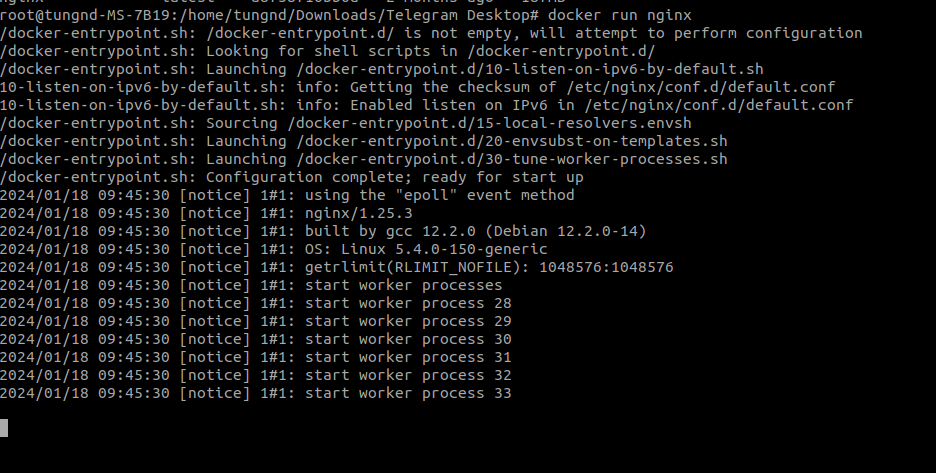 root@tungnd-MS-7B19:/home/tungnd/Downloads/Telegram Desktop# docker run nginx
/docker-entrypoint.sh: /docker-entrypoint.d/ is not empty, will attempt to perform configuration
/docker-entrypoint.sh: Looking for shell scripts in /docker-entrypoint.d/
/docker-entrypoint.sh: Launching /docker-entrypoint.d/10-listen-on-ipv6-by-default.sh
10-listen-on-ipv6-by-default.sh: info: Getting the checksum of /etc/nginx/conf.d/default.conf
10-listen-on-ipv6-by-default.sh: info: Enabled listen on IPv6 in /etc/nginx/conf.d/default.conf
/docker-entrypoint.sh: Sourcing /docker-entrypoint.d/15-local-resolvers.envsh
/docker-entrypoint.sh: Launching /docker-entrypoint.d/20-envsubst-on-templates.sh
/docker-entrypoint.sh: Launching /docker-entrypoint.d/30-tune-worker-processes.sh
/docker-entrypoint.sh: Configuration complete; ready for start up
2024/01/18 09:45:30 [notice] 1#1: using the "epoll" event method
2024/01/18 09:45:30 [notice] 1#1: nginx/1.25.3
2024/01/18 09:45:30 [notice] 1#1: built by gcc 12.2.0 (Debian 12.2.0-14)
2024/01/18 09:45:30 [notice] 1#1: OS: Linux 5.4.0-150-generic
2024/01/18 09:45:30 [notice] 1#1: getrlimit(RLIMIT_NOFILE): 1048576:1048576
2024/01/18 09:45:30 [notice] 1#1: start worker processes
2024/01/18 09:45:30 [notice] 1#1: start worker process 28
2024/01/18 09:45:30 [notice] 1#1: start worker process 29
2024/01/18 09:45:30 [notice] 1#1: start worker process 30
2024/01/18 09:45:30 [notice] 1#1: start worker process 31
2024/01/18 09:45:30 [notice] 1#1: start worker process 32
2024/01/18 09:45:30 [notice] 1#1: start worker process 33